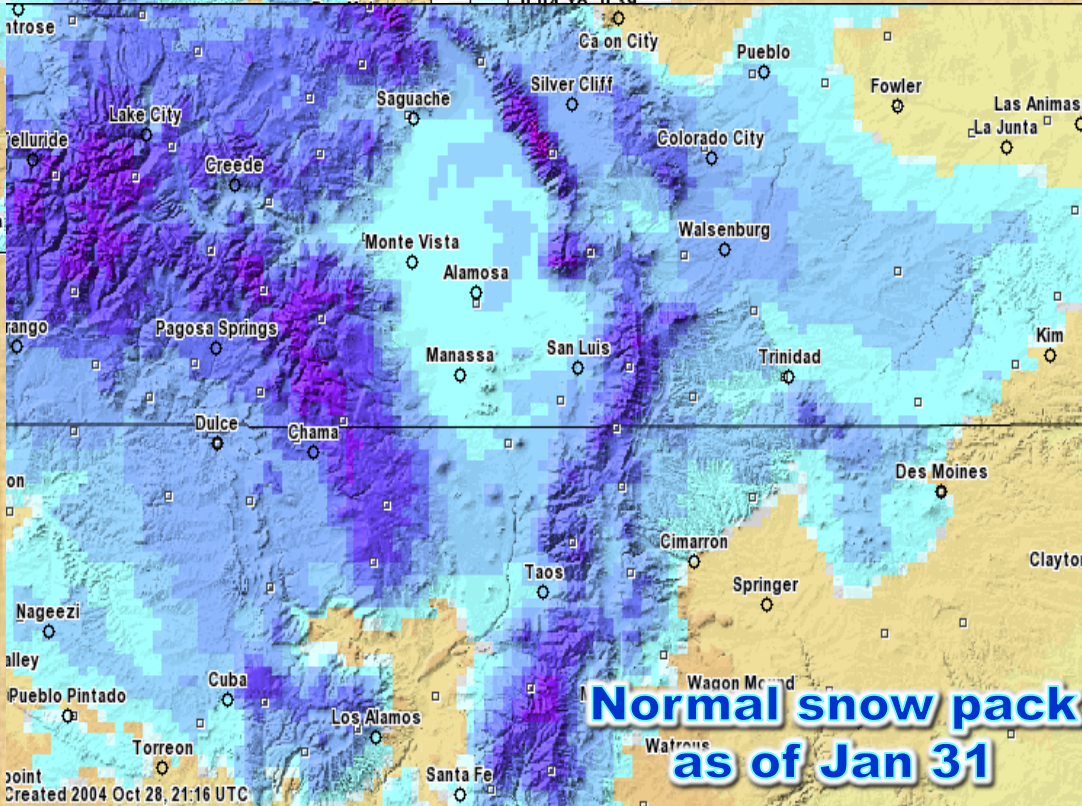 ntrose
Ca on City
Pueblo
Silver Cliff
Fowler
Saguache
Las Animas
Lake City
La Junta
Telluride
Colorado City
Creede
Walsenburg
Monte Vista
Alamosa
rango
Pagosa Springs
Kim
San Luis
Manassa
Trinidad
Dulce
Chama
Des Moines
on
Cimarron
Clayton
Taos
Springer
Nageezi
alley
Cuba
Wagon Mound
Pueblo Pintado
M
Normal snow pack
Los Alamos
Torreon
Watrous
as of Jan 31
point
Santa Fe
Created 2004 Oct 28, 21:16 UTC